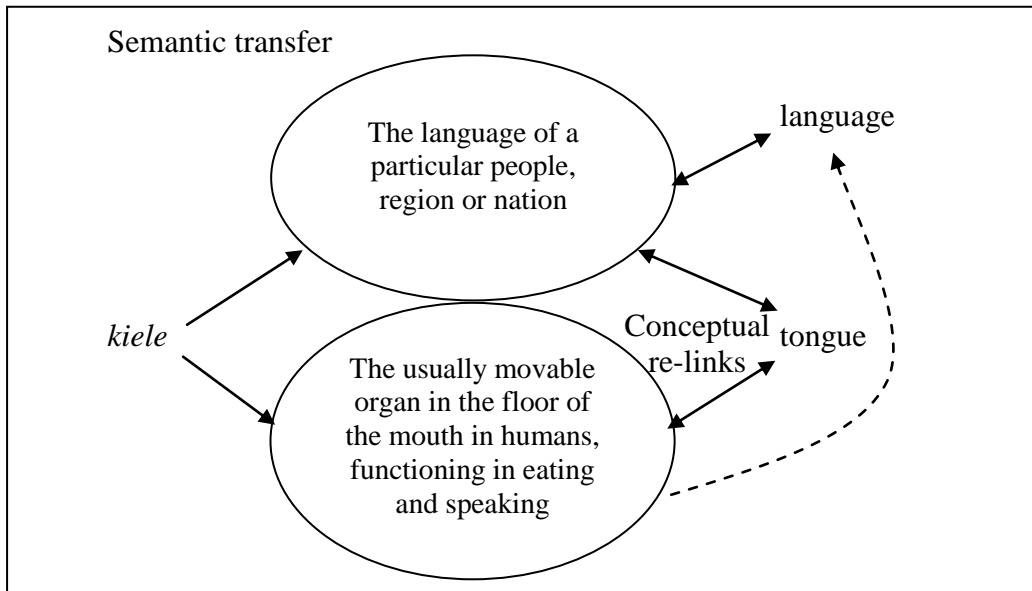 Semantic transfer
The language of a
particular people,
region or nation
language
kiele
Conceptual
re-links
tongue
The usually movable
organ in the floor of
the mouth in humans,
functioning in eating
and speaking